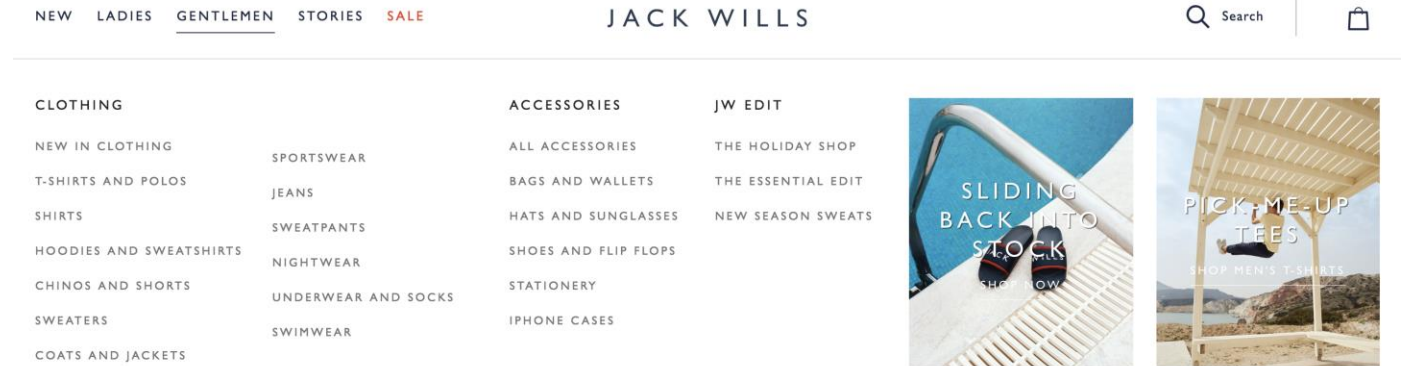 NEW LADIES GENTLEMEN STORIES SALE
JACK WILLS
Search
CLOTHING
NEW IN CLOTHING
T-SHIRTS AND POLOS
SHIRTS
HOODIES AND SWEATSHIRTS
CHINOS AND SHORTS
SWEATERS
COATS AND JACKETS
SPORTSWEAR
JEANS
SWEATPANTS
NIGHTWEAR
UNDERWEAR AND SOCKS
SWIMWEAR
ACCESSORIES
ALL ACCESSORIES
BAGS AND WALLETS
HATS AND SUNGLASSES
SHOES AND FLIP FLOPS
STATIONERY
IPHONE CASES
JW EDIT
THE HOLIDAY SHOP
THE ESSENTIAL EDIT
NEW SEASON SWEATS
SLIDING
BACK INTO
STOCK
SHOP NOW
PICK-ME-UP
TEES
SHOP MEN'S T-SHIRTS